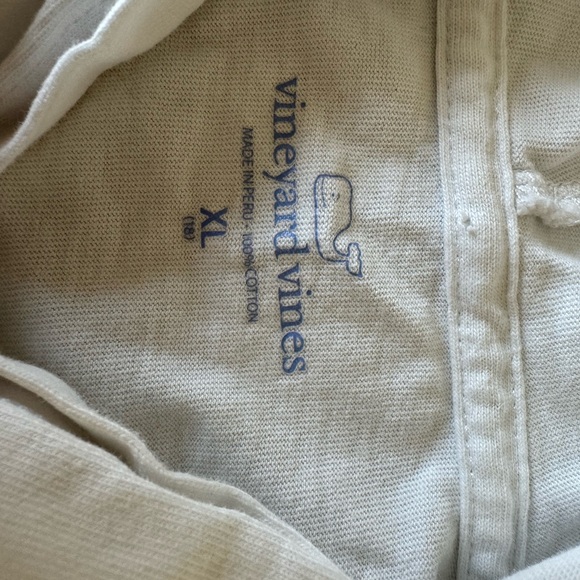 vineyard vines
MADE IN PERU · 100% COTTON
XL
(18)